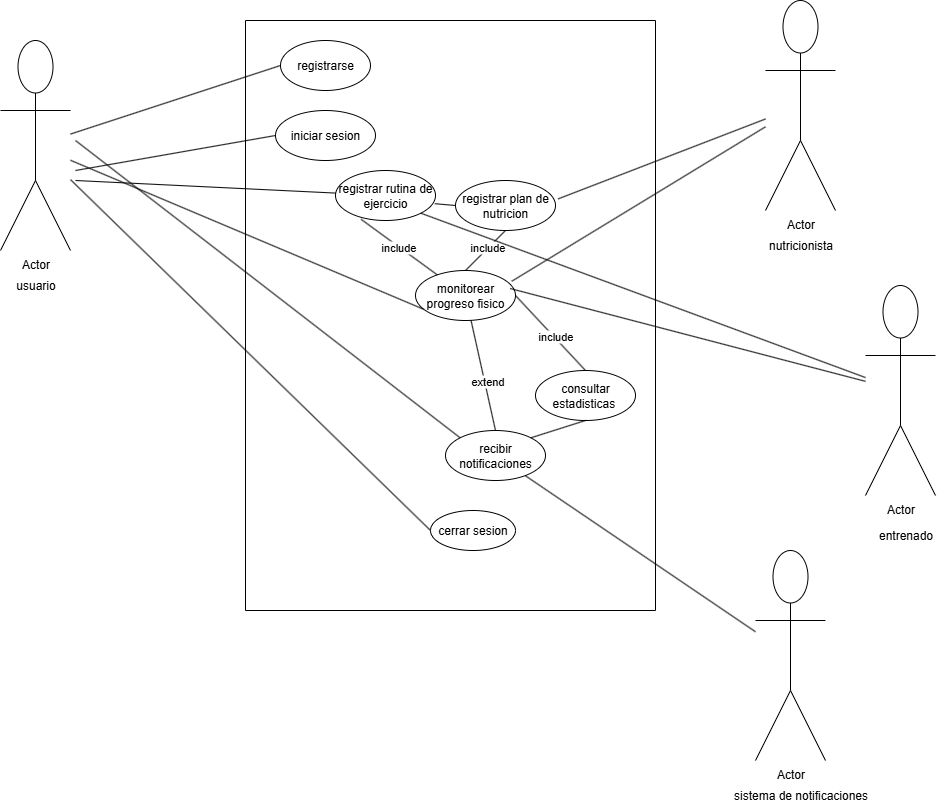 registrarse
iniciar sesion
registrar rutina de
ejercicio
registrar plan de
nutricion
Actor
nutricionista
include
include
Actor
usuario
monitorear
progreso fisico
include
extend
consultar
estadisticas
recibir
notificaciones
Actor
entrenado
cerrar sesion
Actor
sistema de notificaciones